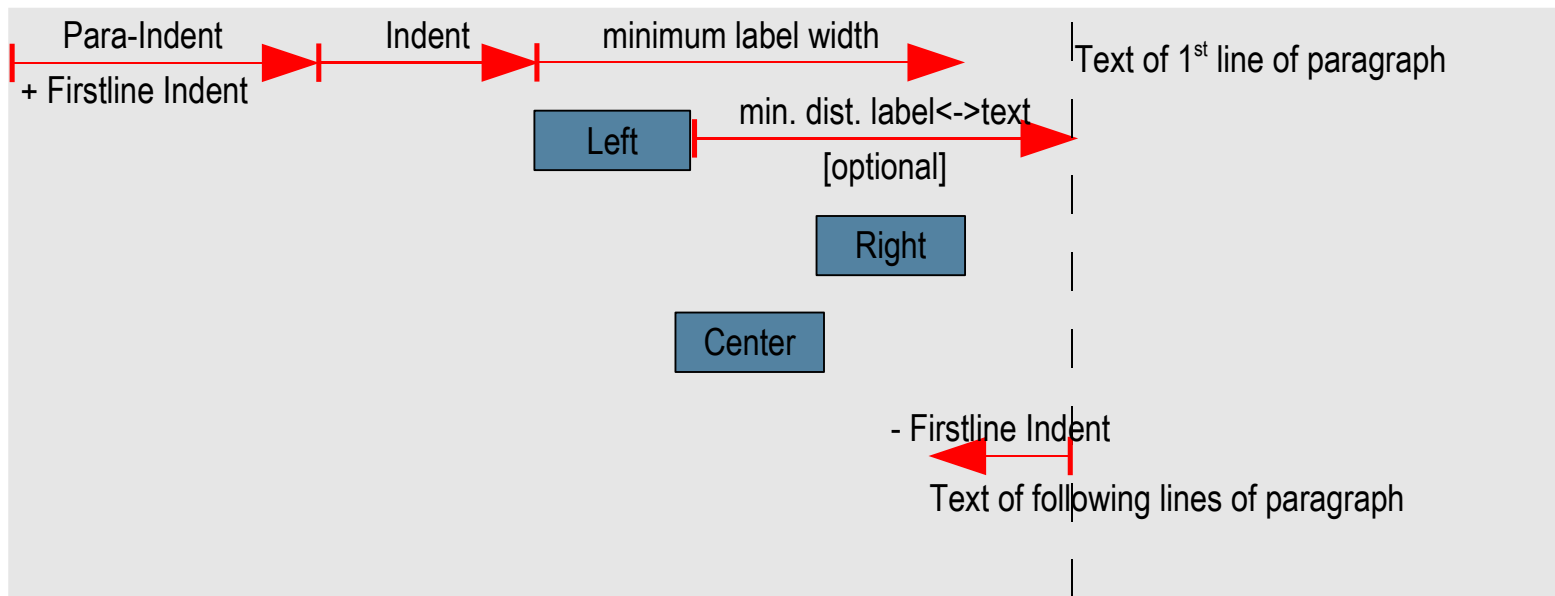 Para-Indent
Indent
minimum label width
Text of 1st line of paragraph
+ Firstline Indent
min. dist. label<->text
Left
[optional]
Right
Center
- Firstline Indent
Text of following lines of paragraph